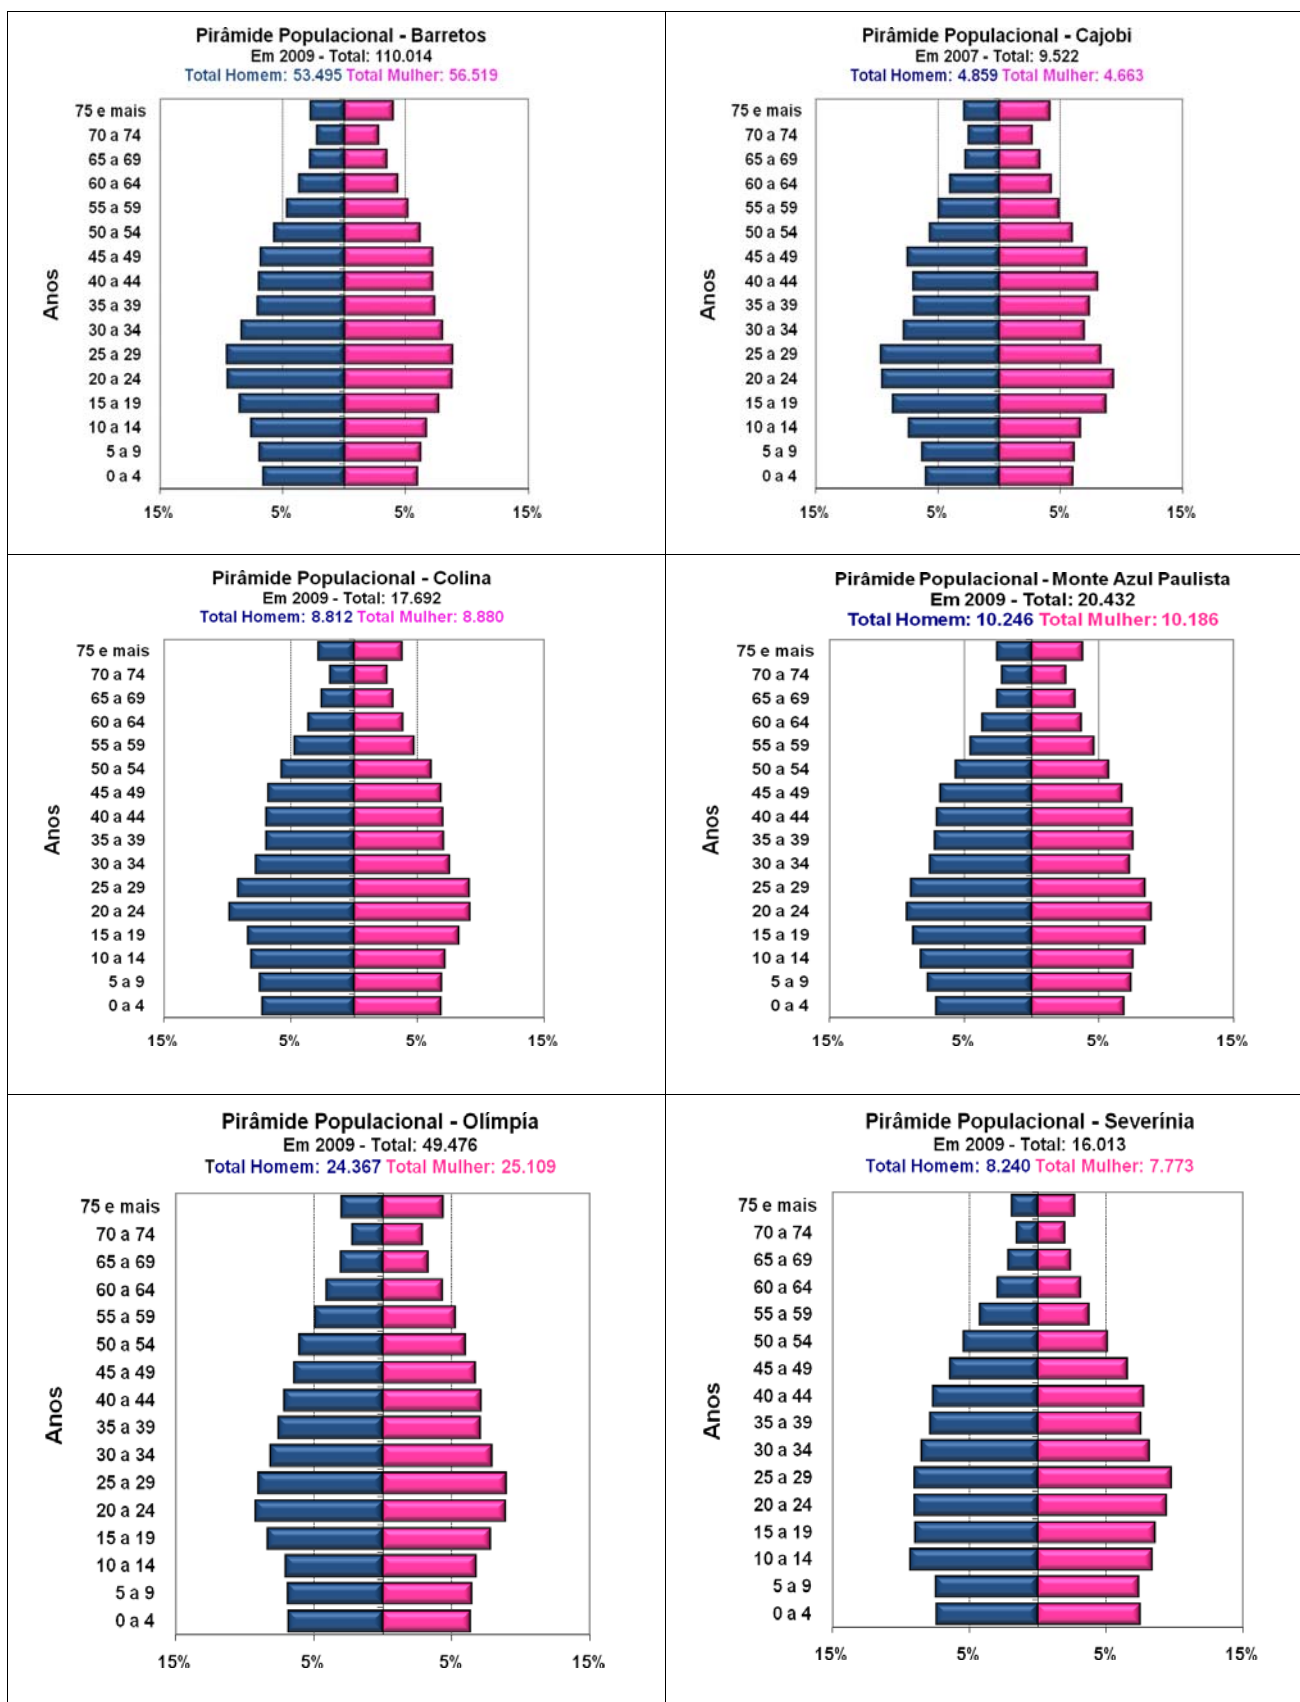 Pirâmide Populacional - Barretos
Em 2009 - Total: 110.014
Total Homem: 53.495 Total Mulher: 56.519
75 e mais
70 a 74
65 a 69
60 a 64
55 a 59
50 a 54
45 a 49
40 a 44
35 a 39
30 a 34
25 a 29
20 a 24
15 a 19
10 a 14
5 a 9
0 a 4
Anos
15% 5% 5% 15%
Pirâmide Populacional - Cajobi
Em 2007 - Total: 9.522
Total Homem: 4.859 Total Mulher: 4.663
75 e mais
70 a 74
65 a 69
60 a 64
55 a 59
50 a 54
45 a 49
40 a 44
35 a 39
30 a 34
25 a 29
20 a 24
15 a 19
10 a 14
5 a 9
0 a 4
Anos
15% 5% 5% 15%
Pirâmide Populacional - Colina
Em 2009 - Total: 17.692
Total Homem: 8.812 Total Mulher: 8.880
75 e mais
70 a 74
65 a 69
60 a 64
55 a 59
50 a 54
45 a 49
40 a 44
35 a 39
30 a 34
25 a 29
20 a 24
15 a 19
10 a 14
5 a 9
0 a 4
Anos
15% 5% 5% 15%
Pirâmide Populacional - Monte Azul Paulista
Em 2009 - Total: 20.432
Total Homem: 10.246 Total Mulher: 10.186
75 e mais
70 a 74
65 a 69
60 a 64
55 a 59
50 a 54
45 a 49
40 a 44
35 a 39
30 a 34
25 a 29
20 a 24
15 a 19
10 a 14
5 a 9
0 a 4
Anos
15% 5% 5% 15%
Pirâmide Populacional - Olímpía
Em 2009 - Total: 49.476
Total Homem: 24.367 Total Mulher: 25.109
75 e mais
70 a 74
65 a 69
60 a 64
55 a 59
50 a 54
45 a 49
40 a 44
35 a 39
30 a 34
25 a 29
20 a 24
15 a 19
10 a 14
5 a 9
0 a 4
Anos
15% 5% 5% 15%
Pirâmide Populacional - Severínia
Em 2009 - Total: 16.013
Total Homem: 8.240 Total Mulher: 7.773
75 e mais
70 a 74
65 a 69
60 a 64
55 a 59
50 a 54
45 a 49
40 a 44
35 a 39
30 a 34
25 a 29
20 a 24
15 a 19
10 a 14
5 a 9
0 a 4
Anos
15% 5% 5% 15%